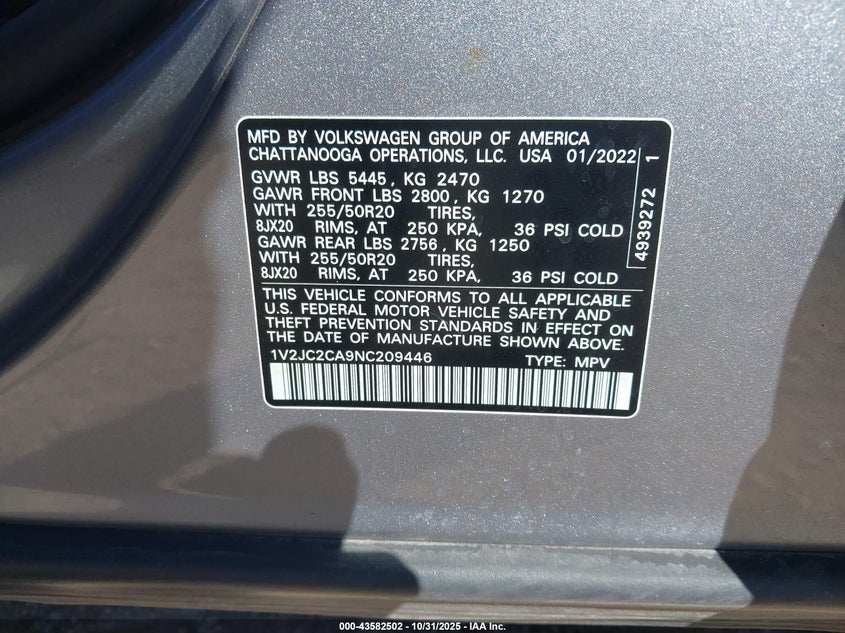 MFD BY VOLKSWAGEN GROUP OF AMERICA
CHATTANOOGA OPERATIONS, LLC. USA 01/2022
GVWR LBS 5445, KG 2470
GAWR FRONT LBS 2800, KG 1270
WITH 255/50R20 TIRES,
8JX20 RIMS, AT 250 KPA, 36 PSI COLD
GAWR REAR LBS 2756, KG 1250
WITH 255/50R20 TIRES,
8JX20 RIMS, AT 250 KPA, 36 PSI COLD
4939272 1
THIS VEHICLE CONFORMS TO ALL APPLICABLE
U.S. FEDERAL MOTOR VEHICLE SAFETY AND
THEFT PREVENTION STANDARDS IN EFFECT ON
THE DATE OF MANUFACTURE SHOWN ABOVE.
1V2JC2CA9NC209446 TYPE: MPV
000-43582502 - 10/31/2025 - IAA Inc.